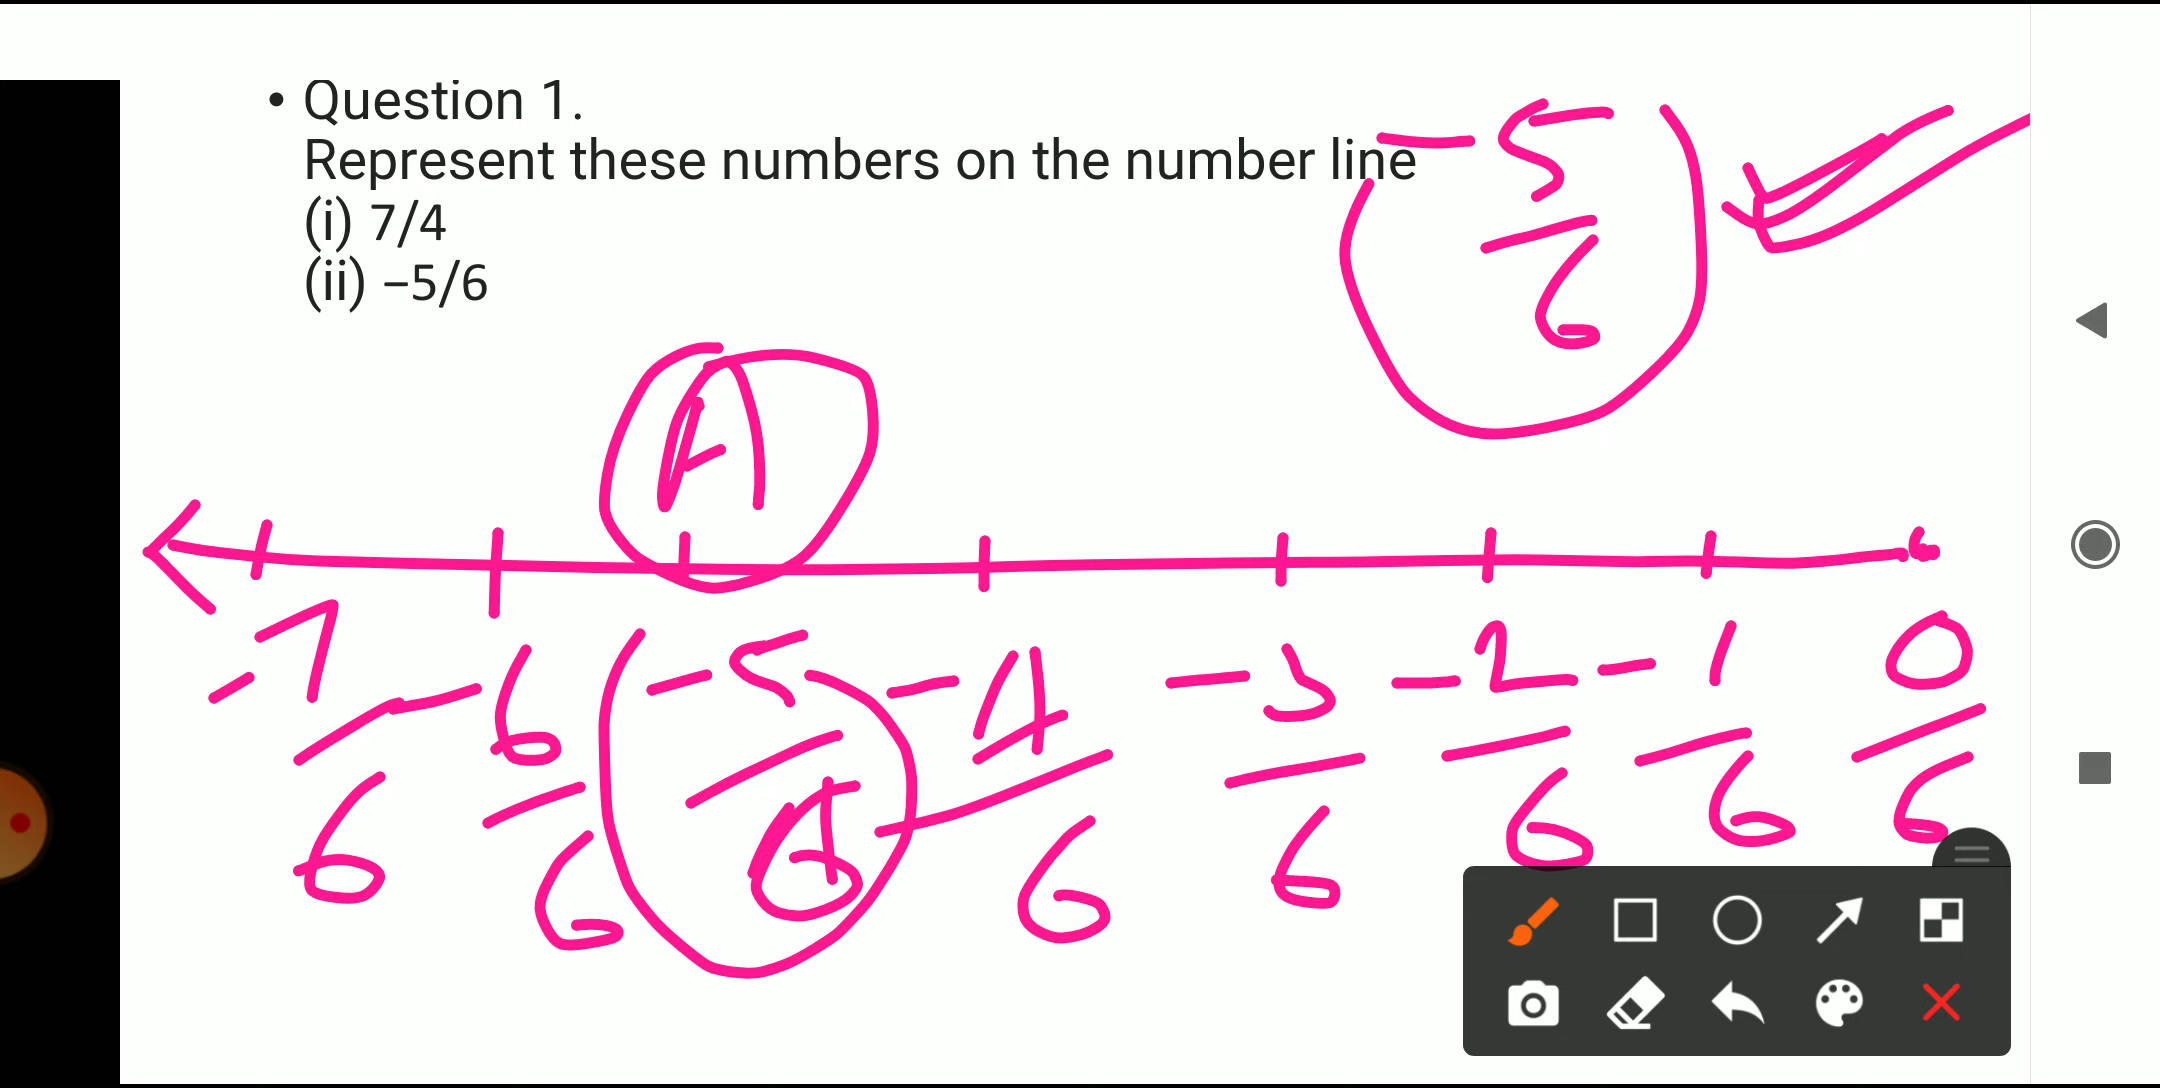 • Question 1.
Represent these numbers on the number line
(i) 7/4
(ii) –5/6
-5/6
A
-7/6 -6/6 -5/6 -4/6 -3/6 -2/6 -1/6 0/6